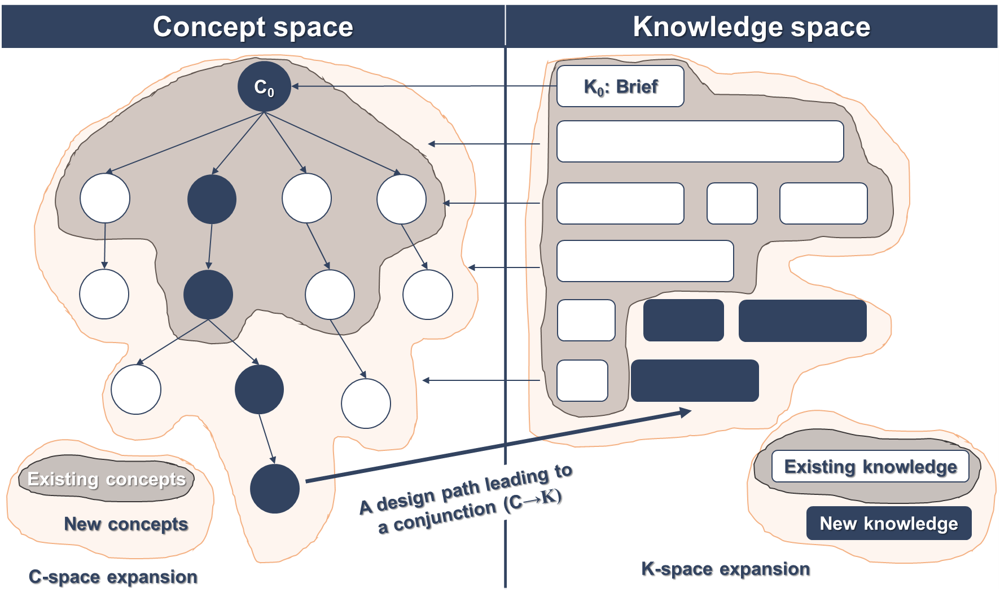 Concept space
Knowledge space
C₀
K₀: Brief
Existing concepts
New concepts
C-space expansion
A design path leading to
a conjunction (C→K)
Existing knowledge
New knowledge
K-space expansion